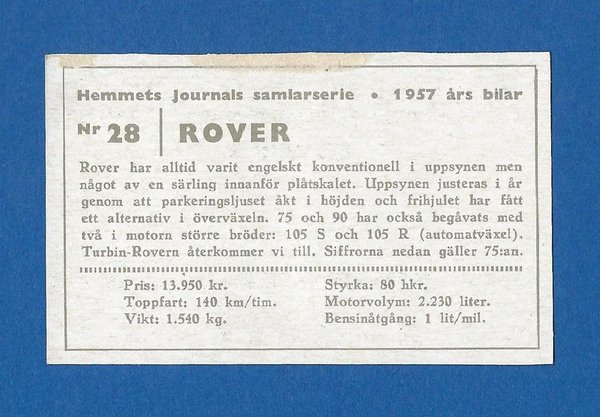 Hemmets Journals samlarserie • 1957 års bilar
Nr 28 | ROVER
Rover har alltid varit engelskt konventionell i uppsynen men
något av en särling innanför plåtskalet. Uppsynen justeras i år
genom att parkeringsljuset åkt i höjden och frihjulet har fått
ett alternativ i överväxeln. 75 och 90 har också begåvats med
två i motorn större bröder: 105 S och 105 R (automatväxel).
Turbin-Rovern återkommer vi till. Siffrorna nedan gäller 75:an.
Pris: 13.950 kr. Styrka: 80 hkr.
Toppfart: 140 km/tim. Motorvolym: 2.230 liter.
Vikt: 1.540 kg. Bensinåtgång: 1 lit/mil.